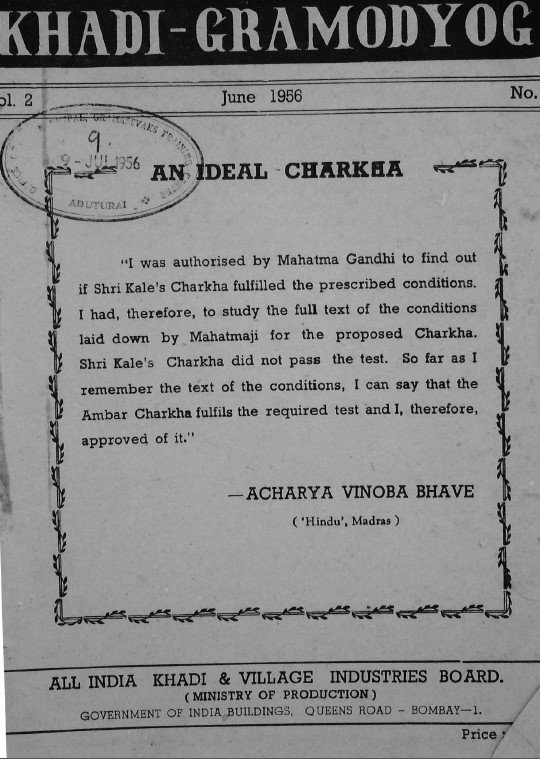 KHADI-GRAMODYOG
ol. 2 June 1956 No.
9.
9-JUL1956
ADUTURAI
AN IDEAL CHARKHA
"I was authorised by Mahatma Gandhi to find out
if Shri Kale's Charkha fulfilled the prescribed conditions.
I had, therefore, to study the full text of the conditions
laid down by Mahatmaji for the proposed Charkha.
Shri Kale's Charkha did not pass the test. So far as I
remember the text of the conditions, I can say that the
Ambar Charkha fulfils the required test and I, therefore,
approved of it."
—ACHARYA VINOBA BHAVE
( 'Hindu', Madras )
ALL INDIA KHADI & VILLAGE INDUSTRIES BOARD.
( MINISTRY OF PRODUCTION )
GOVERNMENT OF INDIA BUILDINGS, QUEENS ROAD – BOMBAY—1.
Price :